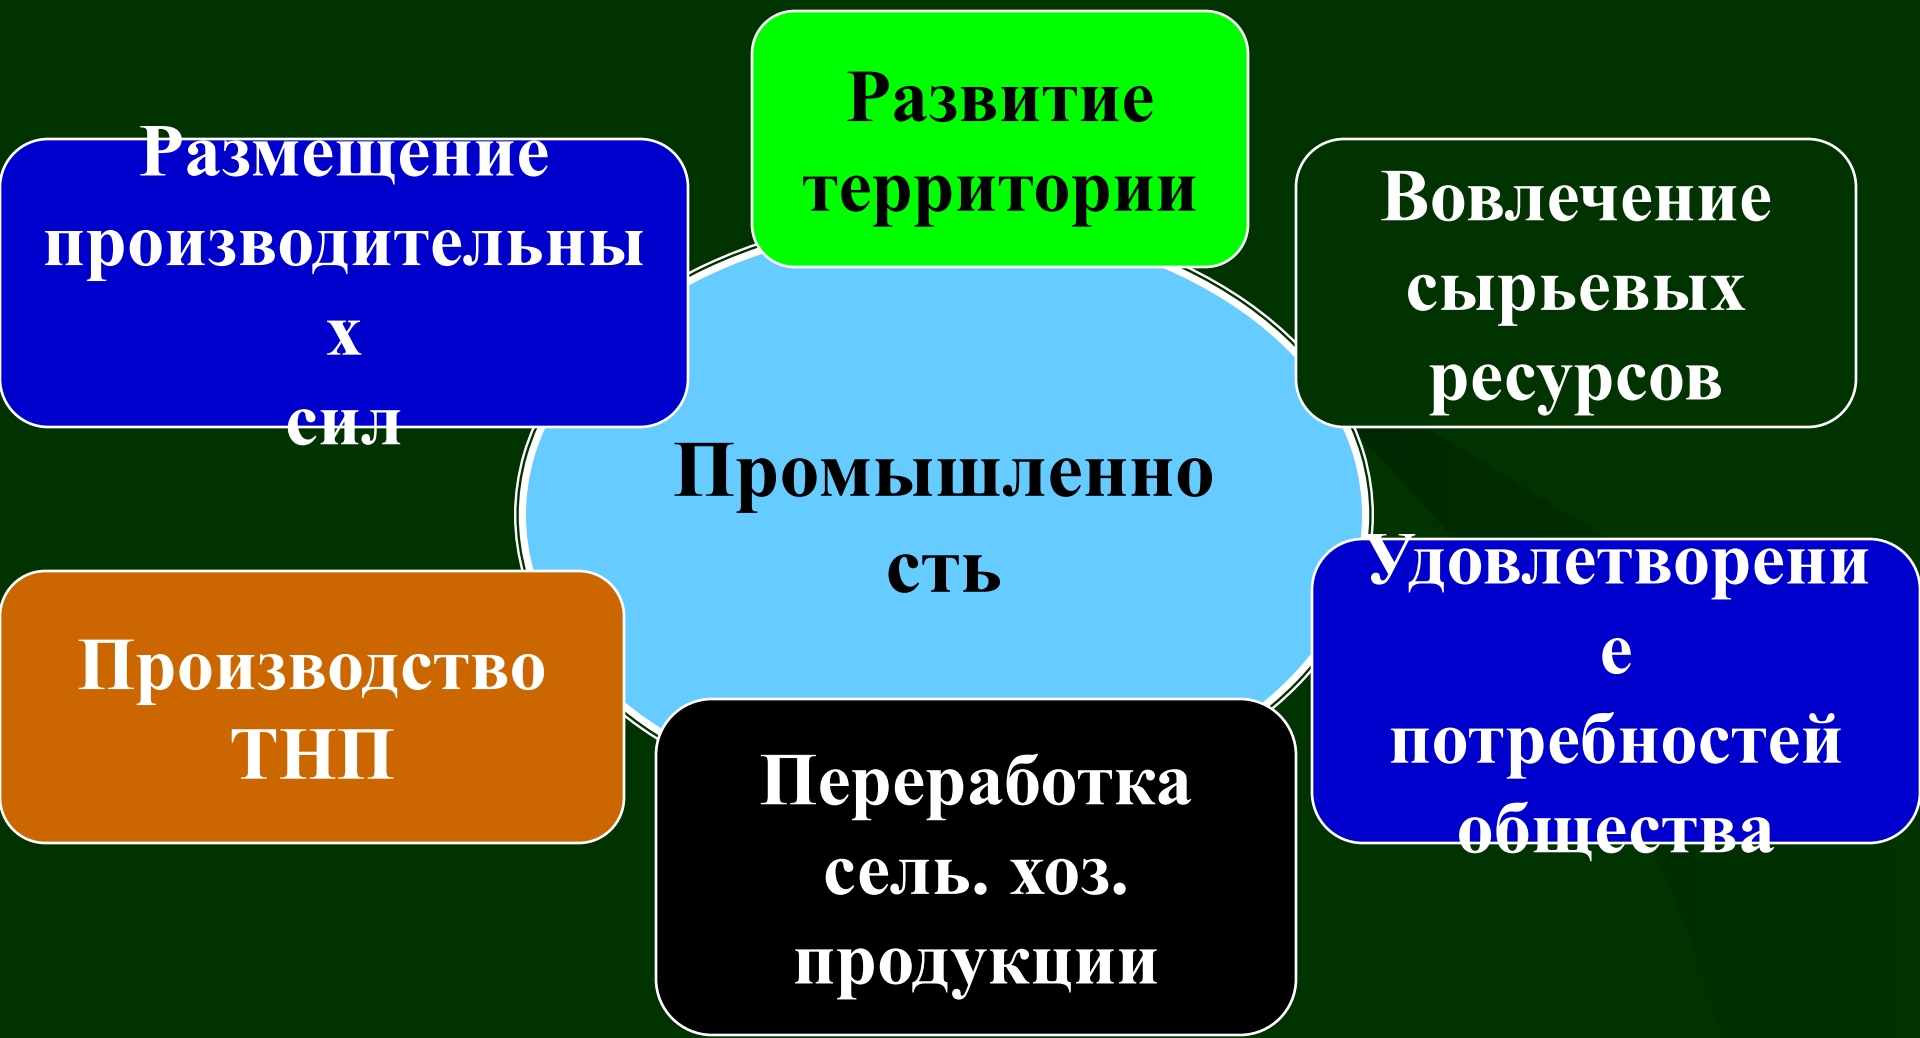 Развитие
территории
Размещение
производительны
х
сил
Вовлечение
сырьевых
ресурсов
Промышленно
сть
Удовлетворени
е
потребностей
общества
Производство
ТНП
Переработка
сель. хоз.
продукции